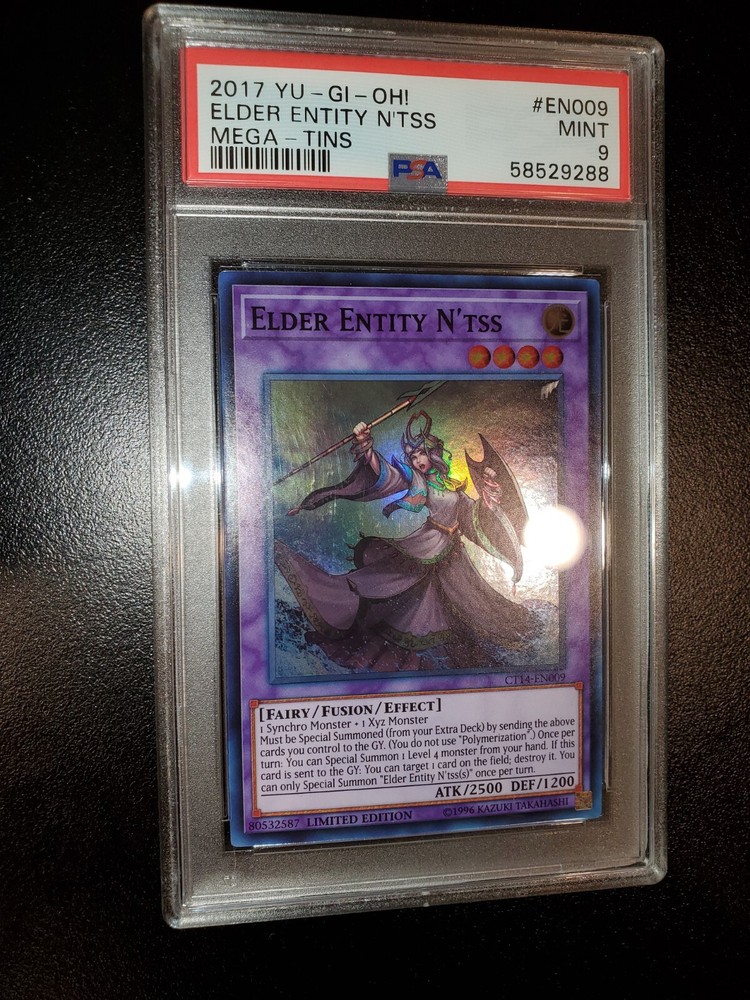 2017 YU-GI-OH! #EN009
ELDER ENTITY N'TSS MINT
MEGA-TINS 9
PSA 58529288
ELDER ENTITY N'TSS
CT14-EN009
[FAIRY/FUSION/EFFECT]
1 Synchro Monster + 1 Xyz Monster
Must be Special Summoned (from your Extra Deck) by sending the above
cards you control to the GY. (You do not use "Polymerization".) Once per
turn: You can Special Summon 1 Level 4 monster from your hand. If this
card is sent to the GY: You can target 1 card on the field; destroy it. You
can only Special Summon "Elder Entity N'tss(s)" once per turn.
ATK/2500 DEF/1200
80532587 LIMITED EDITION ©1996 KAZUKI TAKAHASHI